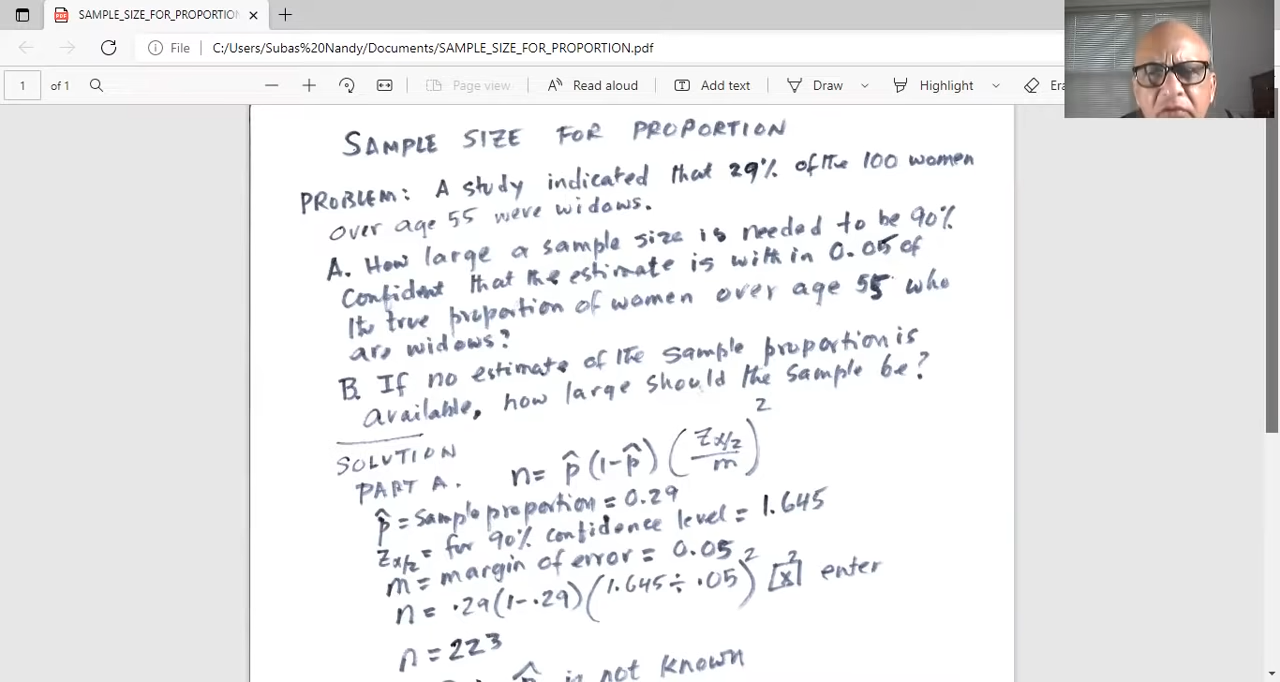 SAMPLE_SIZE_FOR_PROPORTION
File C:/Users/Subas%20Nandy/Documents/SAMPLE_SIZE_FOR_PROPORTION.pdf
1 of 1 Page view Read aloud Add text Draw Highlight Era
SAMPLE SIZE FOR PROPORTION
PROBLEM: A study indicated that 29% of the 100 women
over age 55 were widows.
A. How large a sample size is needed to be 90%
Confident that the estimate is with in 0.05 of
the true proportion of women over age 55 who
are widows?
B. If no estimate of the sample proportion is
available, how large should the sample be?
SOLUTION
PART A. n= p̂(1-p̂)(Zα/2/m)²
p̂ = sample proportion = 0.29
Zα/2 = for 90% confidence level = 1.645
m = margin of error = 0.05
n = .29(1-.29)(1.645÷.05)² [x²] enter
n = 223
p̂ is not known